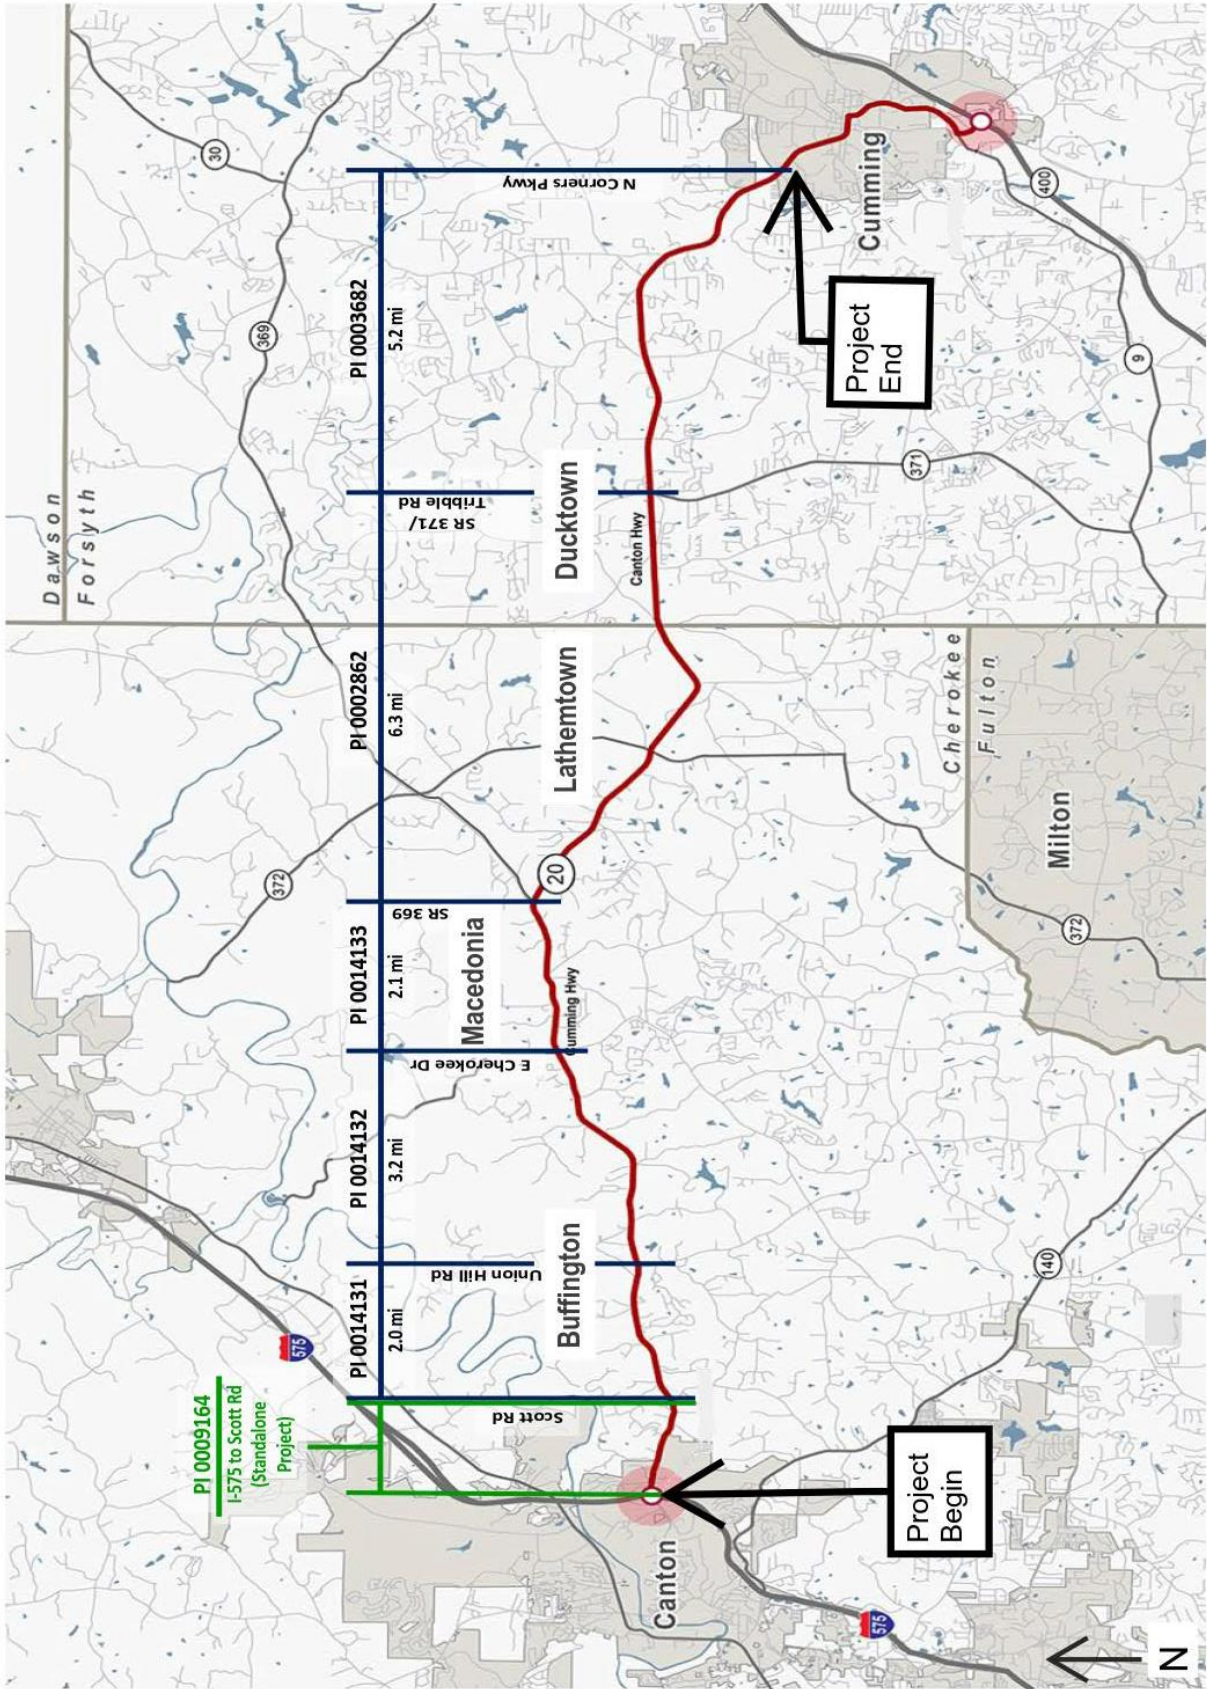 Dawson
Forsyth
30
369
372
575
PI 0009164
I-575 to Scott Rd
(Standalone
Project)
PI 0014131
2.0 mi
PI 0014132
3.2 mi
PI 0014133
2.1 mi
PI 0002862
6.3 mi
PI 0003682
5.2 mi
Scott Rd
Union Hill Rd
E Cherokee Dr
SR 369
SR 371/
Tribble Rd
N Corners Pkwy
Buffington
Macedonia
Lathemtown
Ducktown
Cumming Hwy
20
Canton Hwy
Canton
Cumming
Project
Begin
Project
End
400
371
9
Cherokee
Fulton
Milton
372
140
575
N